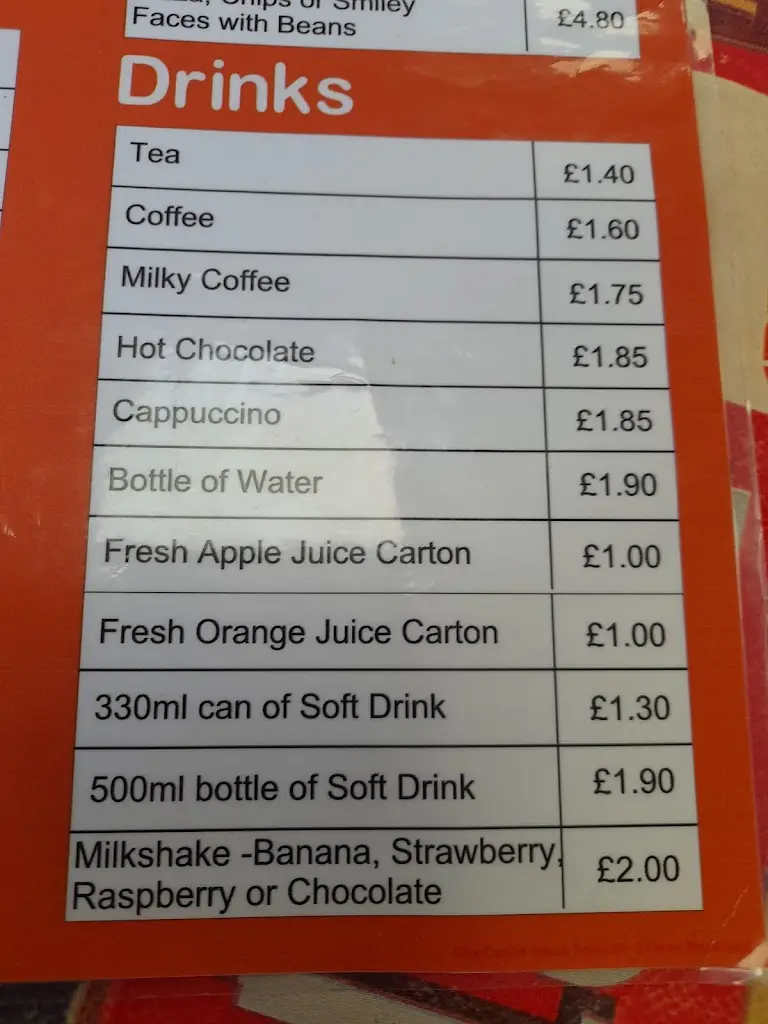 Chips or Smiley
Faces with Beans £4.80
Drinks
Tea £1.40
Coffee £1.60
Milky Coffee £1.75
Hot Chocolate £1.85
Cappuccino £1.85
Bottle of Water £1.90
Fresh Apple Juice Carton £1.00
Fresh Orange Juice Carton £1.00
330ml can of Soft Drink £1.30
500ml bottle of Soft Drink £1.90
Milkshake -Banana, Strawberry,
Raspberry or Chocolate £2.00